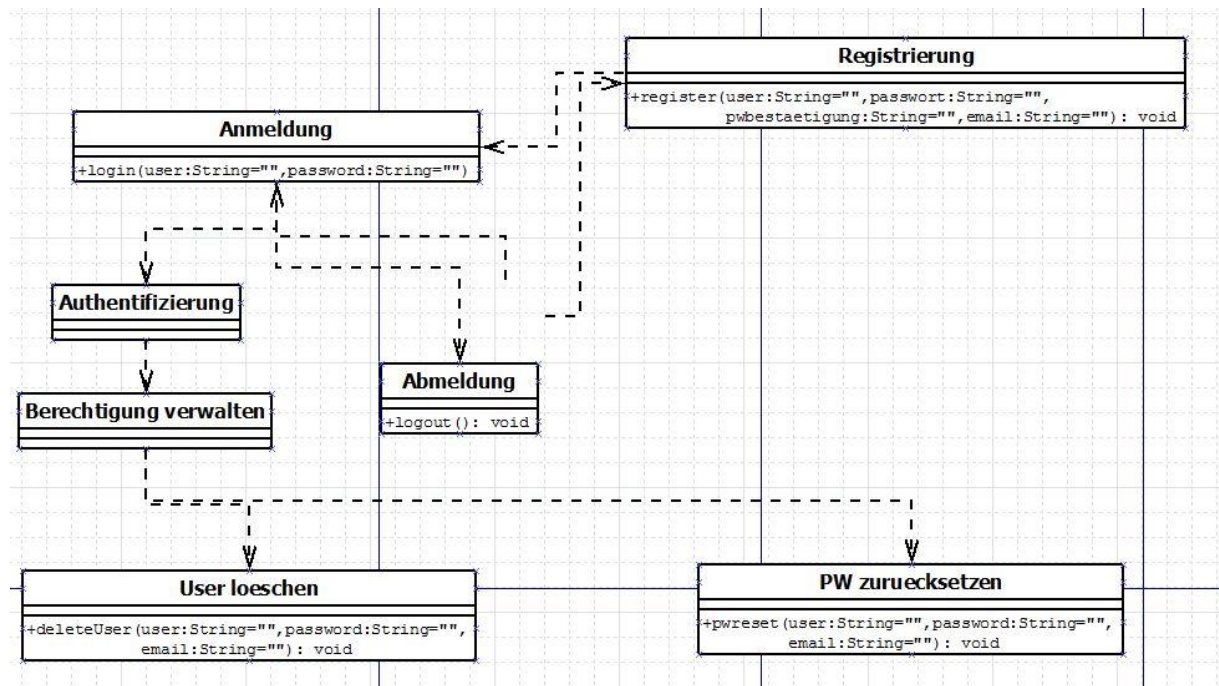 Registrierung
+register(user:String="",passwort:String="",
pwbestaetigung:String="",email:String=""): void
Anmeldung
+login(user:String="",password:String="")
Authentifizierung
Abmeldung
+logout(): void
Berechtigung verwalten
User loeschen
+deleteUser(user:String="",password:String="",
email:String=""): void
PW zuruecksetzen
+pwreset(user:String="",password:String="",
email:String=""): void